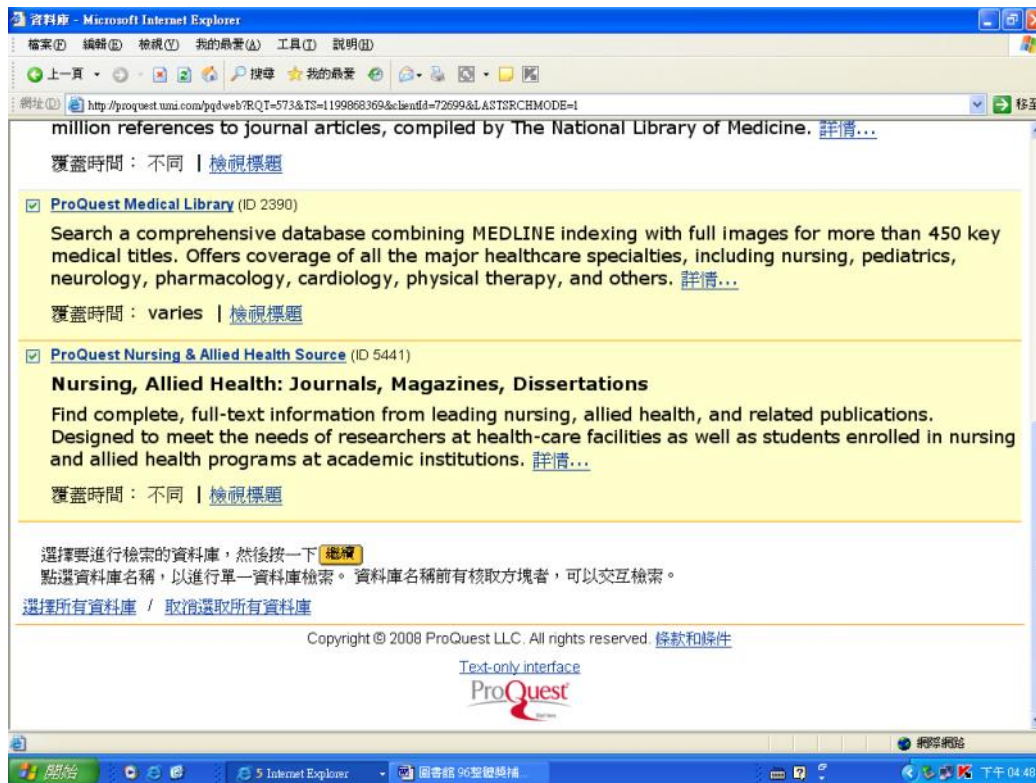 資料庫 - Microsoft Internet Explorer
檔案(F) 編輯(E) 檢視(V) 我的最愛(A) 工具(T) 說明(H)
上一頁 搜尋 我的最愛
網址(D) http://proquest.umi.com/pqdweb?RQT=573&TS=1199868369&clientId=72699&LASTSRCHMODE=1 移至
million references to journal articles, compiled by The National Library of Medicine. 詳情...
覆蓋時間： 不同 | 檢視標題
ProQuest Medical Library (ID 2390)
Search a comprehensive database combining MEDLINE indexing with full images for more than 450 key
medical titles. Offers coverage of all the major healthcare specialties, including nursing, pediatrics,
neurology, pharmacology, cardiology, physical therapy, and others. 詳情...
覆蓋時間： varies | 檢視標題
ProQuest Nursing & Allied Health Source (ID 5441)
Nursing, Allied Health: Journals, Magazines, Dissertations
Find complete, full-text information from leading nursing, allied health, and related publications.
Designed to meet the needs of researchers at health-care facilities as well as students enrolled in nursing
and allied health programs at academic institutions. 詳情...
覆蓋時間： 不同 | 檢視標題
選擇要進行檢索的資料庫，然後按一下 繼續
點選資料庫名稱，以進行單一資料庫檢索。 資料庫名稱前有核取方塊者，可以交互檢索。
選擇所有資料庫 / 取消選取所有資料庫
Copyright © 2008 ProQuest LLC. All rights reserved. 條款和條件
Text-only interface
ProQuest
網際網路
開始 5 Internet Explorer 圖書館 96整體獎補... 下午 04:48